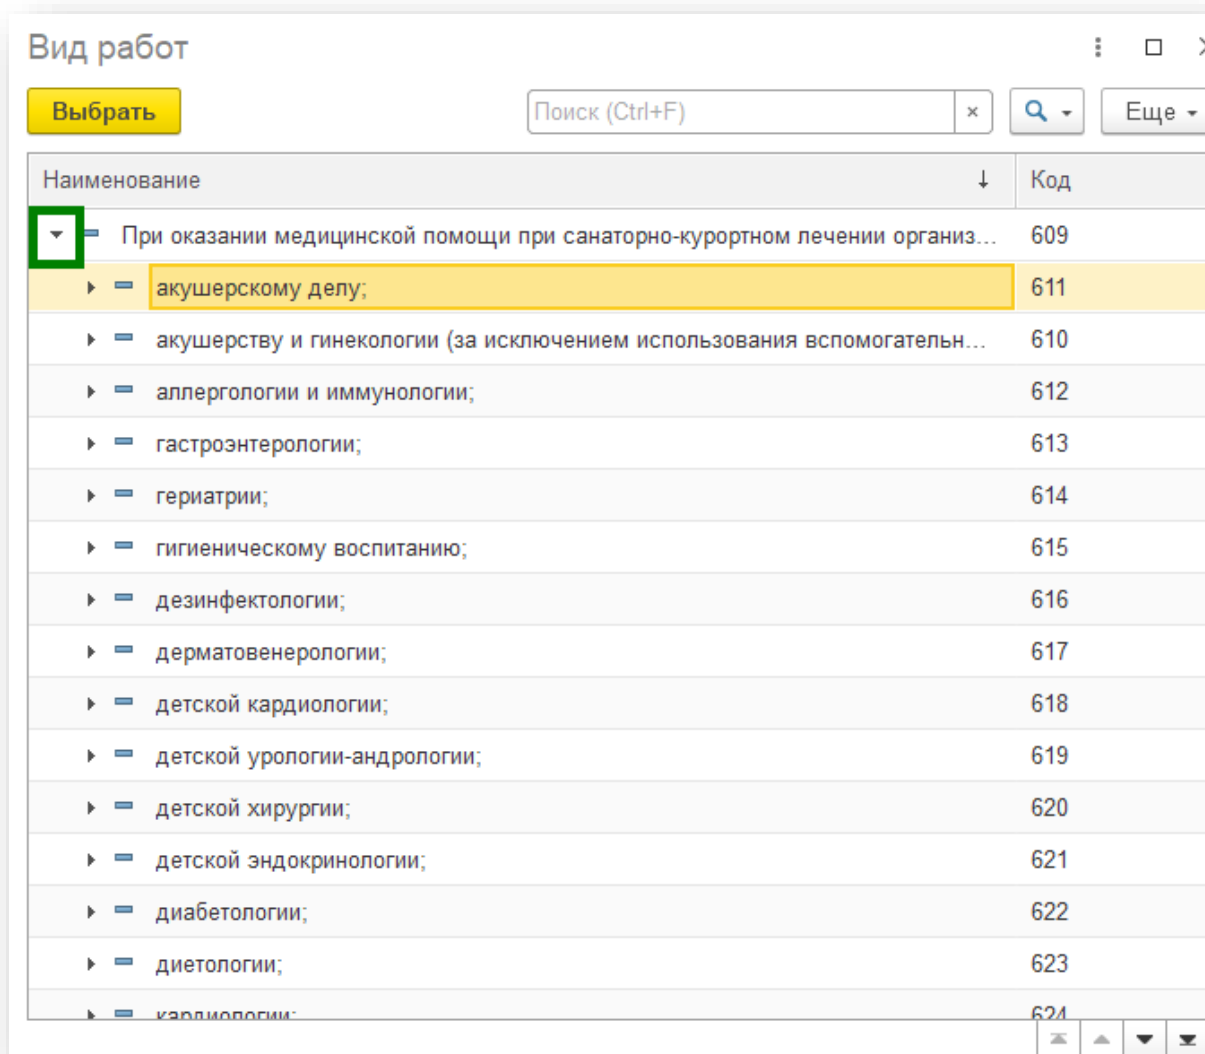 Вид работ
Выбрать
Поиск (Ctrl+F)
×
Еще
Наименование ↓ Код
При оказании медицинской помощи при санаторно-курортном лечении организ... 609
акушерскому делу; 611
акушерству и гинекологии (за исключением использования вспомогательн... 610
аллергологии и иммунологии; 612
гастроэнтерологии; 613
гериатрии; 614
гигиеническому воспитанию; 615
дезинфектологии; 616
дерматовенерологии; 617
детской кардиологии; 618
детской урологии-андрологии; 619
детской хирургии; 620
детской эндокринологии; 621
диабетологии; 622
диетологии; 623
кардиологии; 624